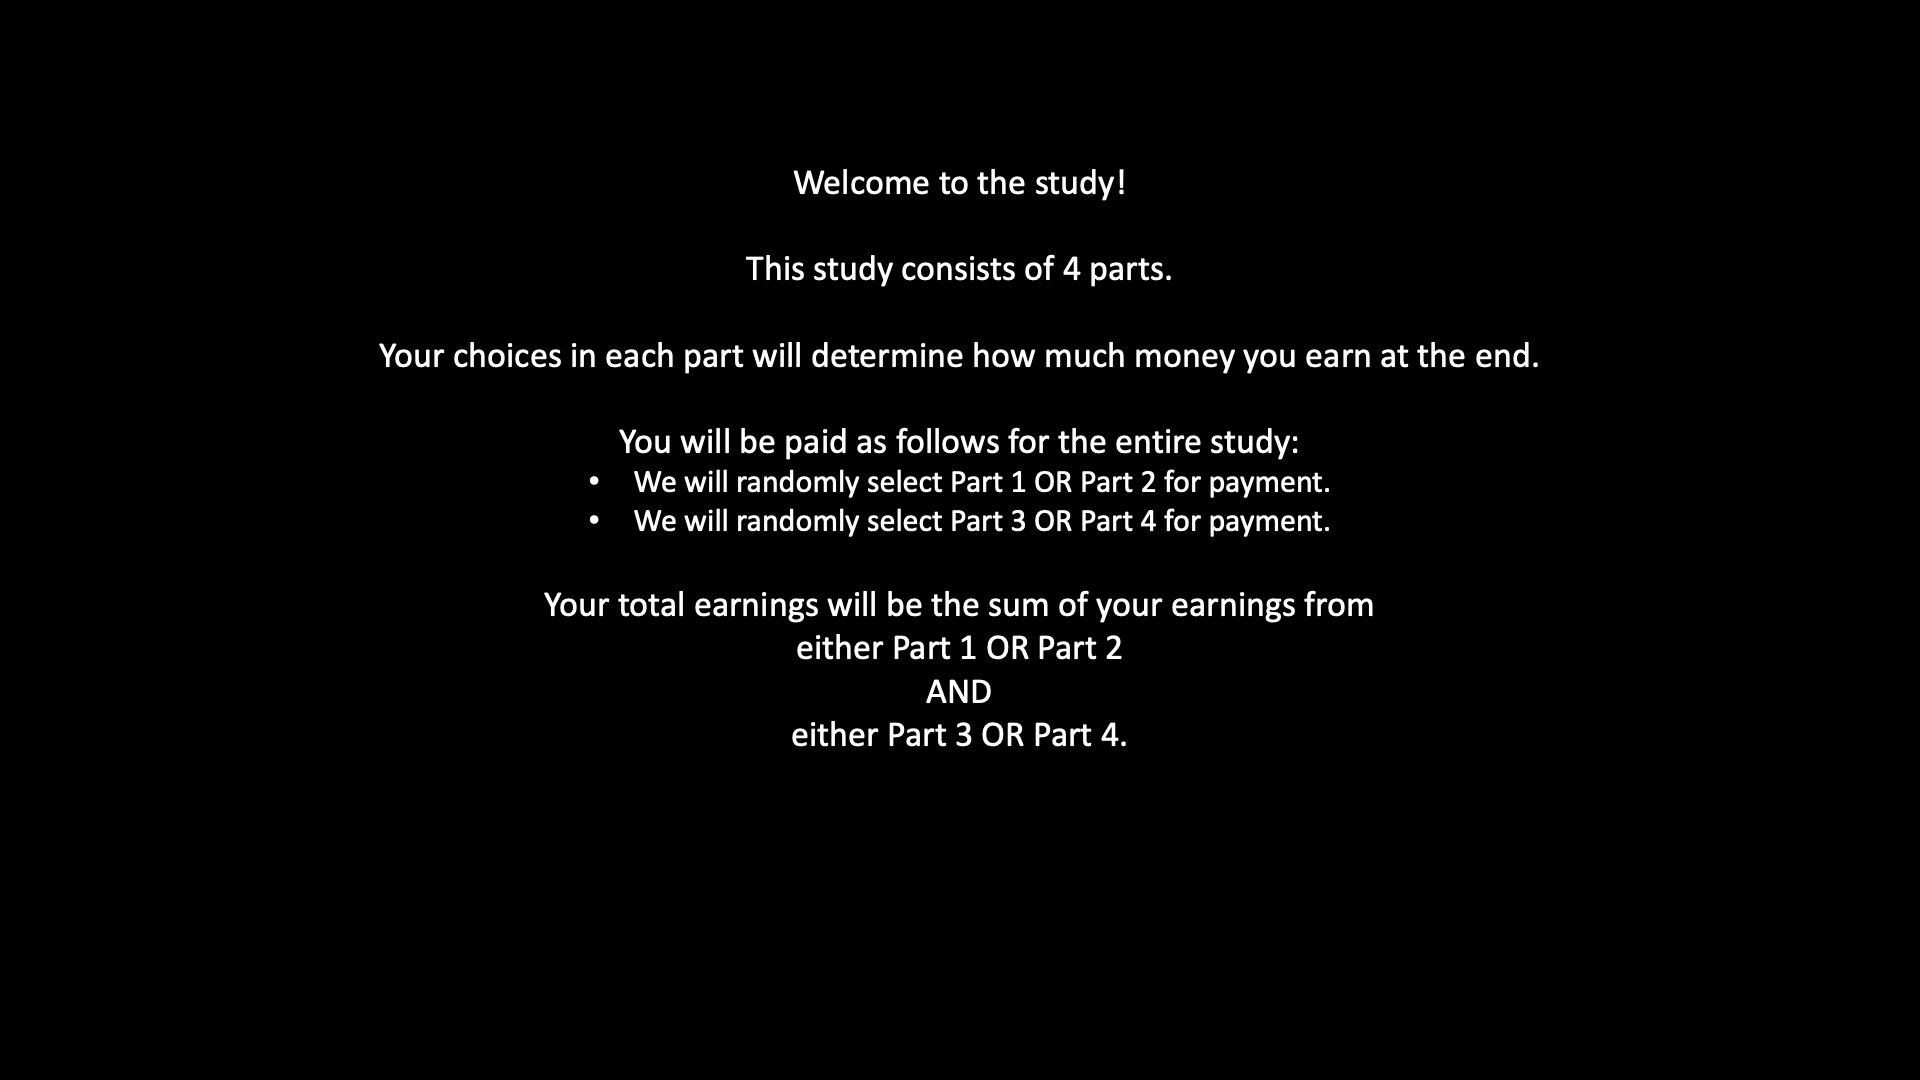 Welcome to the study!
This study consists of 4 parts.
Your choices in each part will determine how much money you earn at the end.
You will be paid as follows for the entire study:
• We will randomly select Part 1 OR Part 2 for payment.
• We will randomly select Part 3 OR Part 4 for payment.
Your total earnings will be the sum of your earnings from
either Part 1 OR Part 2
AND
either Part 3 OR Part 4.